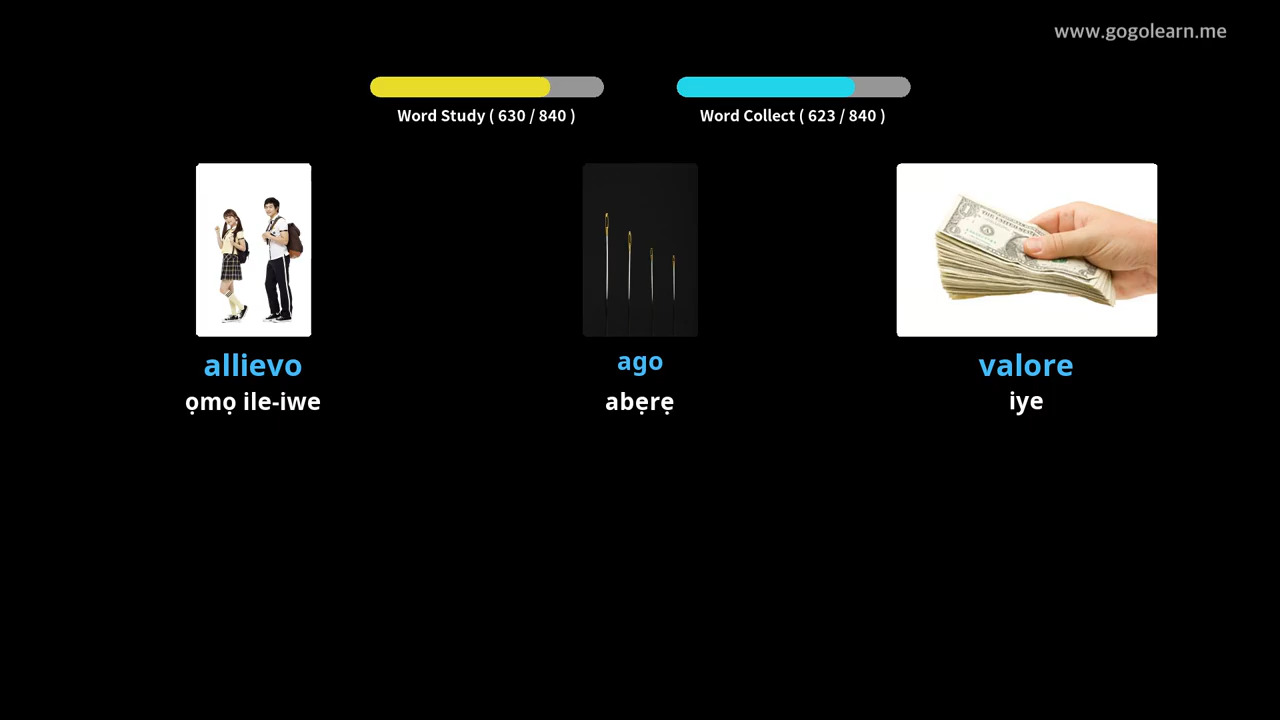 www.gogolearn.me
Word Study ( 630 / 840 )
Word Collect ( 623 / 840 )
allievo
ago
valore
ọmọ ile-iwe
abẹrẹ
iye